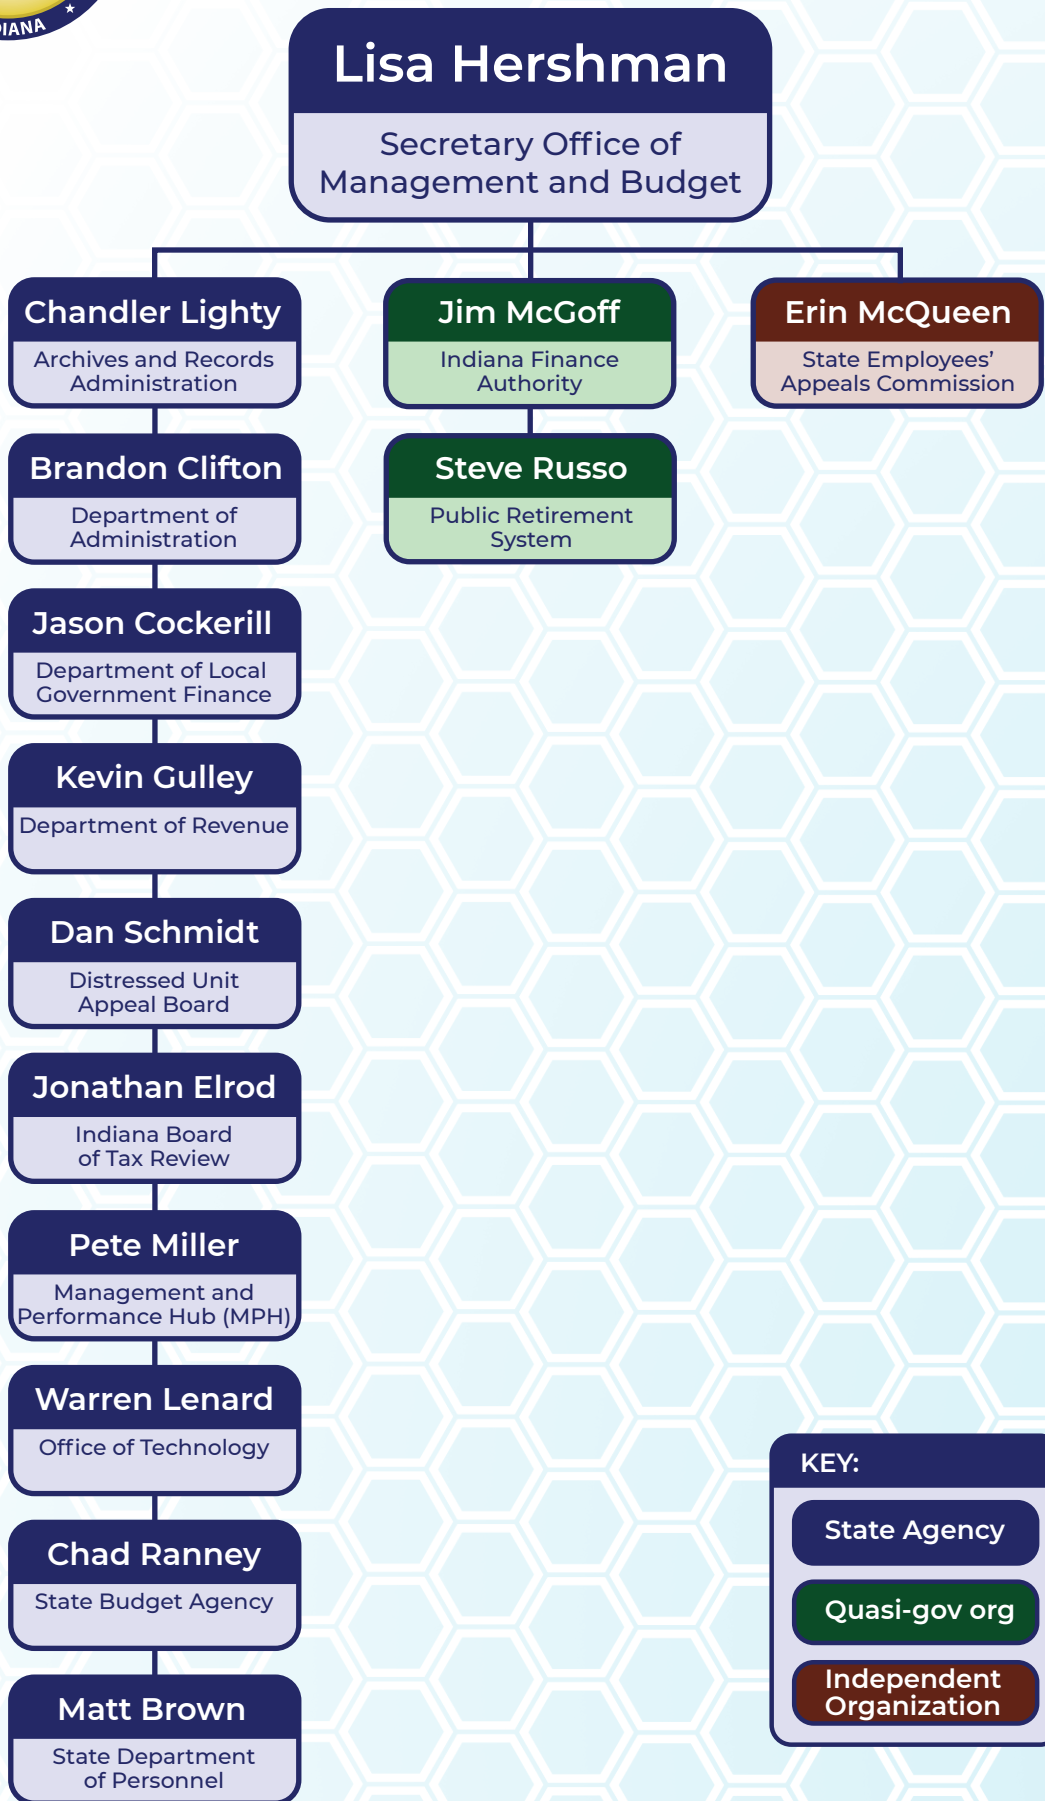 Lisa Hershman
Secretary Office of
Management and Budget
Chandler Lighty
Archives and Records
Administration
Brandon Clifton
Department of
Administration
Jason Cockerill
Department of Local
Government Finance
Kevin Gulley
Department of Revenue
Dan Schmidt
Distressed Unit
Appeal Board
Jonathan Elrod
Indiana Board
of Tax Review
Pete Miller
Management and
Performance Hub (MPH)
Warren Lenard
Office of Technology
Chad Ranney
State Budget Agency
Matt Brown
State Department
of Personnel
Jim McGoff
Indiana Finance
Authority
Steve Russo
Public Retirement
System
Erin McQueen
State Employees’
Appeals Commission
KEY:
State Agency
Quasi-gov org
Independent
Organization